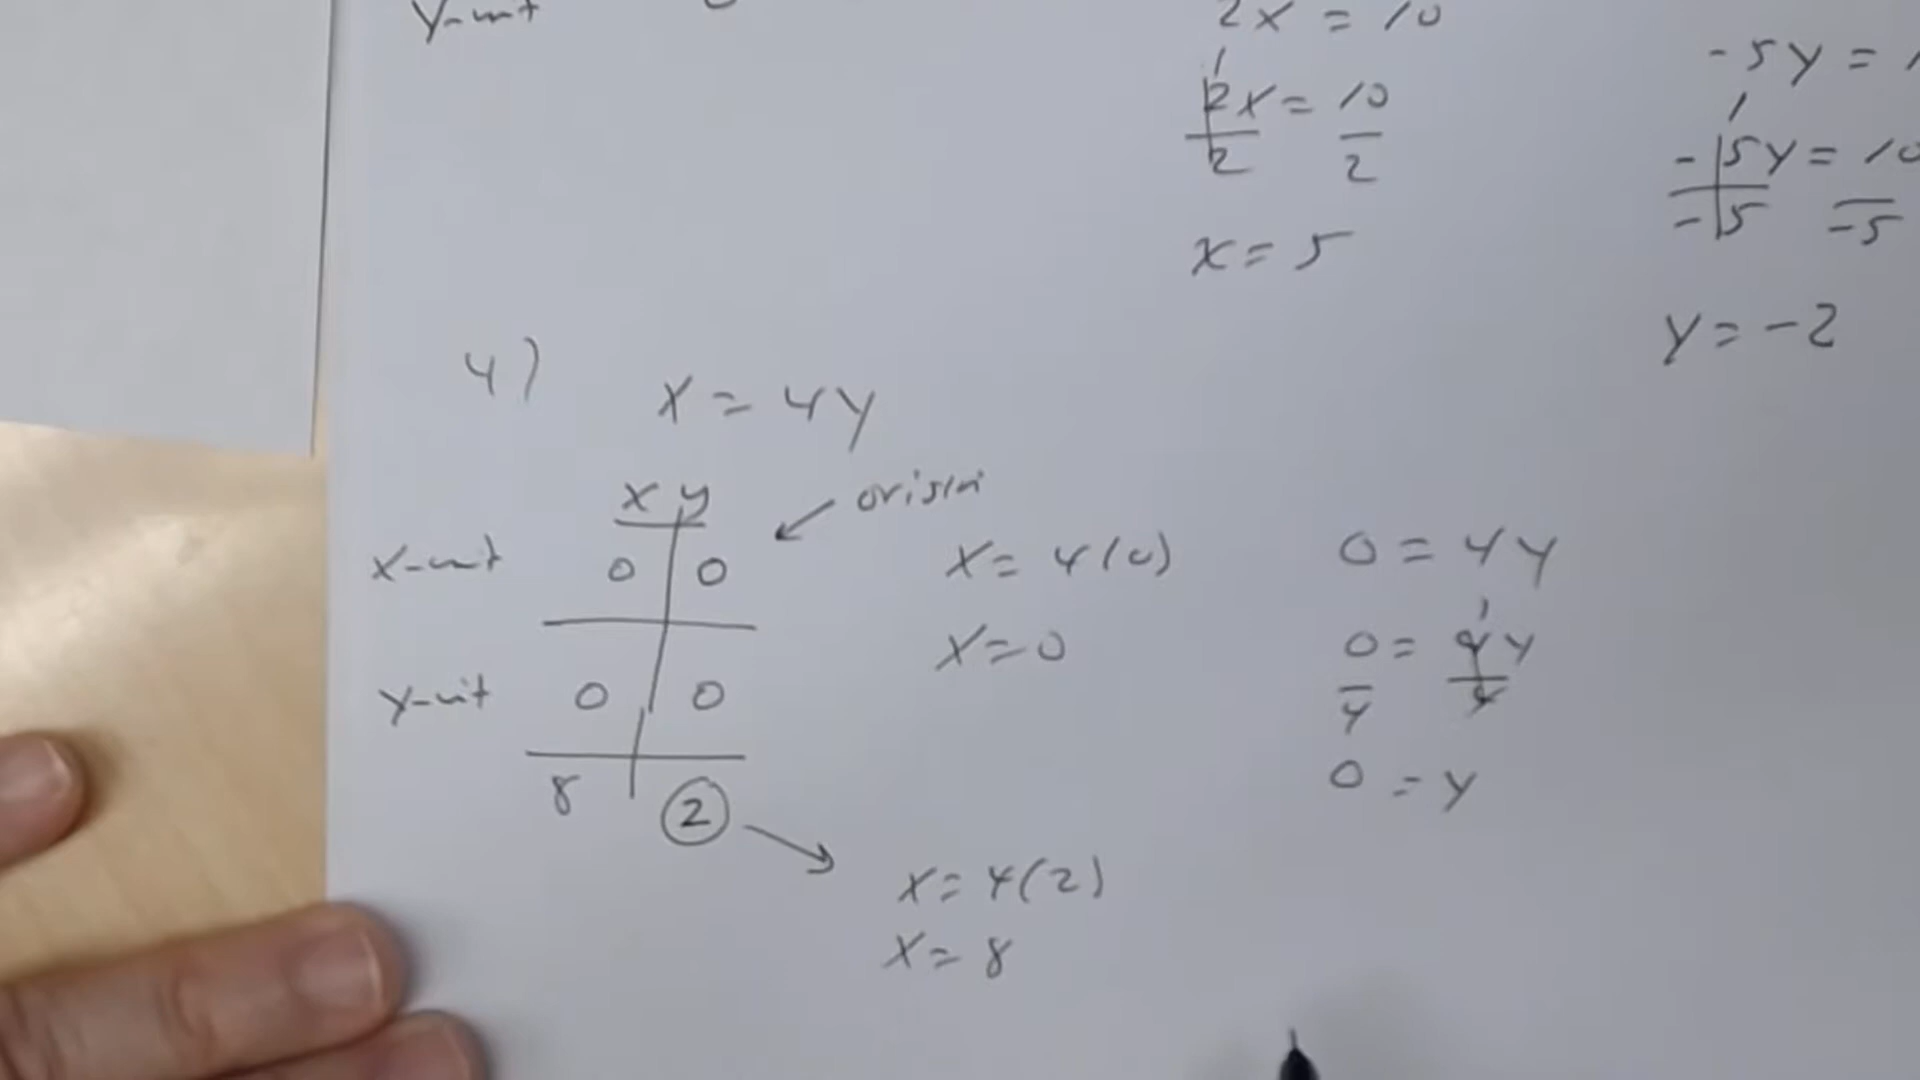 y-int
2x = 10
2x = 10
2 2
x = 5
-5y =
-5y = 10
-5 -5
y = -2
4) x = 4y
x y
origin
x-int 0 0
y-int 0 0
8 2
x = 4(0)
x = 0
0 = 4y
0 = 4y
4 4
0 = y
x = 4(2)
x = 8